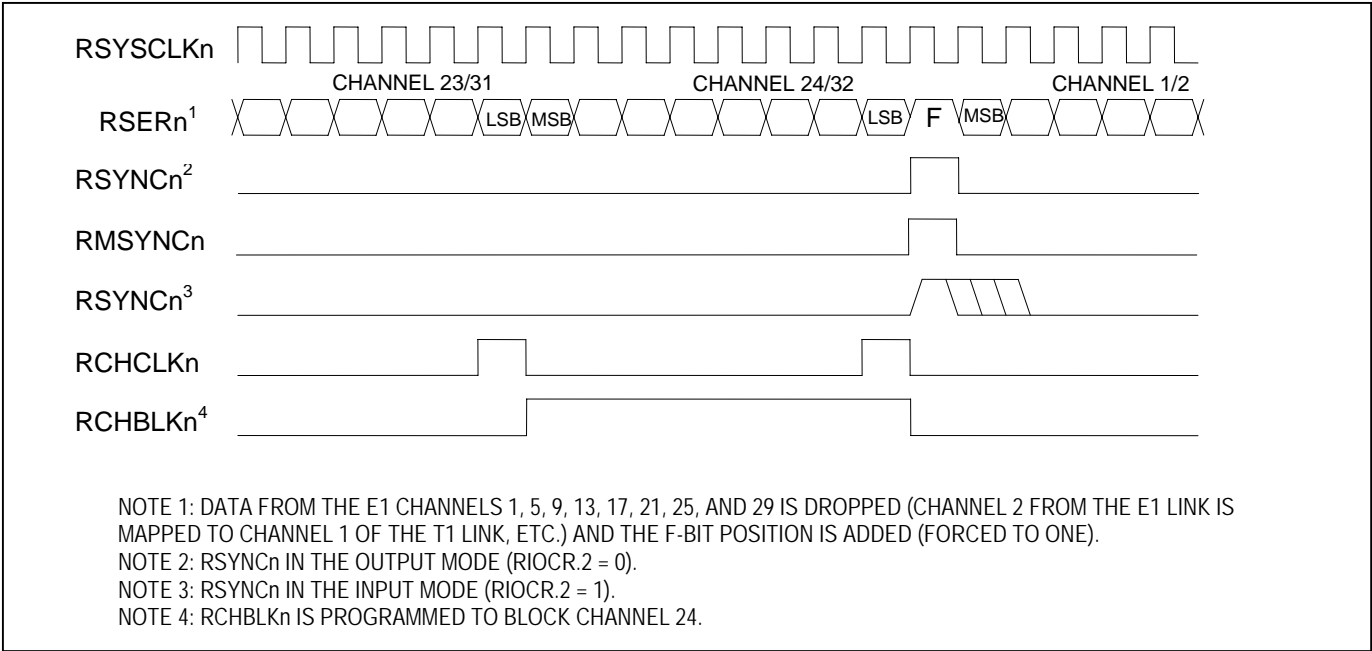 RSYSCLKn
CHANNEL 23/31 CHANNEL 24/32 CHANNEL 1/2
RSERn1 LSB MSB LSB F MSB
RSYNCn2
RMSYNCn
RSYNCn3
RCHCLKn
RCHBLKn4
NOTE 1: DATA FROM THE E1 CHANNELS 1, 5, 9, 13, 17, 21, 25, AND 29 IS DROPPED (CHANNEL 2 FROM THE E1 LINK IS
MAPPED TO CHANNEL 1 OF THE T1 LINK, ETC.) AND THE F-BIT POSITION IS ADDED (FORCED TO ONE).
NOTE 2: RSYNCn IN THE OUTPUT MODE (RIOCR.2 = 0).
NOTE 3: RSYNCn IN THE INPUT MODE (RIOCR.2 = 1).
NOTE 4: RCHBLKn IS PROGRAMMED TO BLOCK CHANNEL 24.